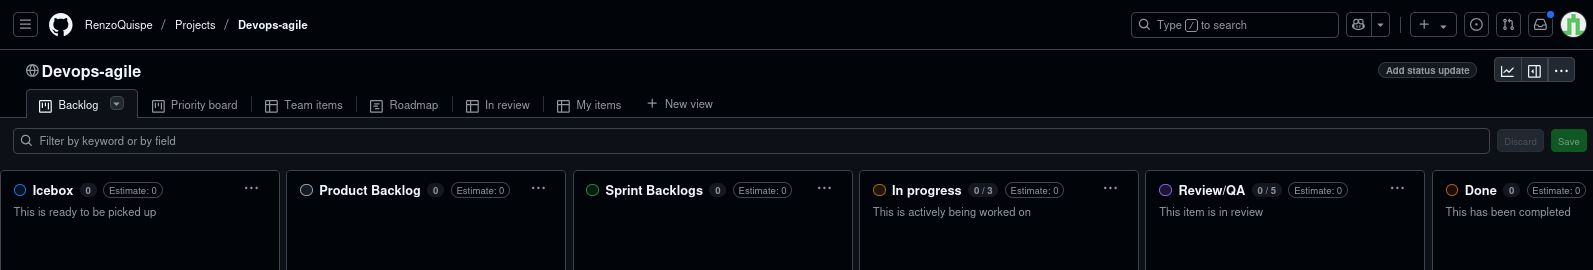 RenzoQuispe / Projects / Devops-agile Type / to search
Devops-agile Add status update
Backlog Priority board Team items Roadmap In review My items + New view
Filter by keyword or by field Discard Save
Icebox 0 Estimate: 0 Product Backlog 0 Estimate: 0 Sprint Backlogs 0 Estimate: 0 In progress 0 / 3 Estimate: 0 Review/QA 0 / 5 Estimate: 0 Done 0 Estimate: 0
This is ready to be picked up This is actively being worked on This item is in review This has been completed